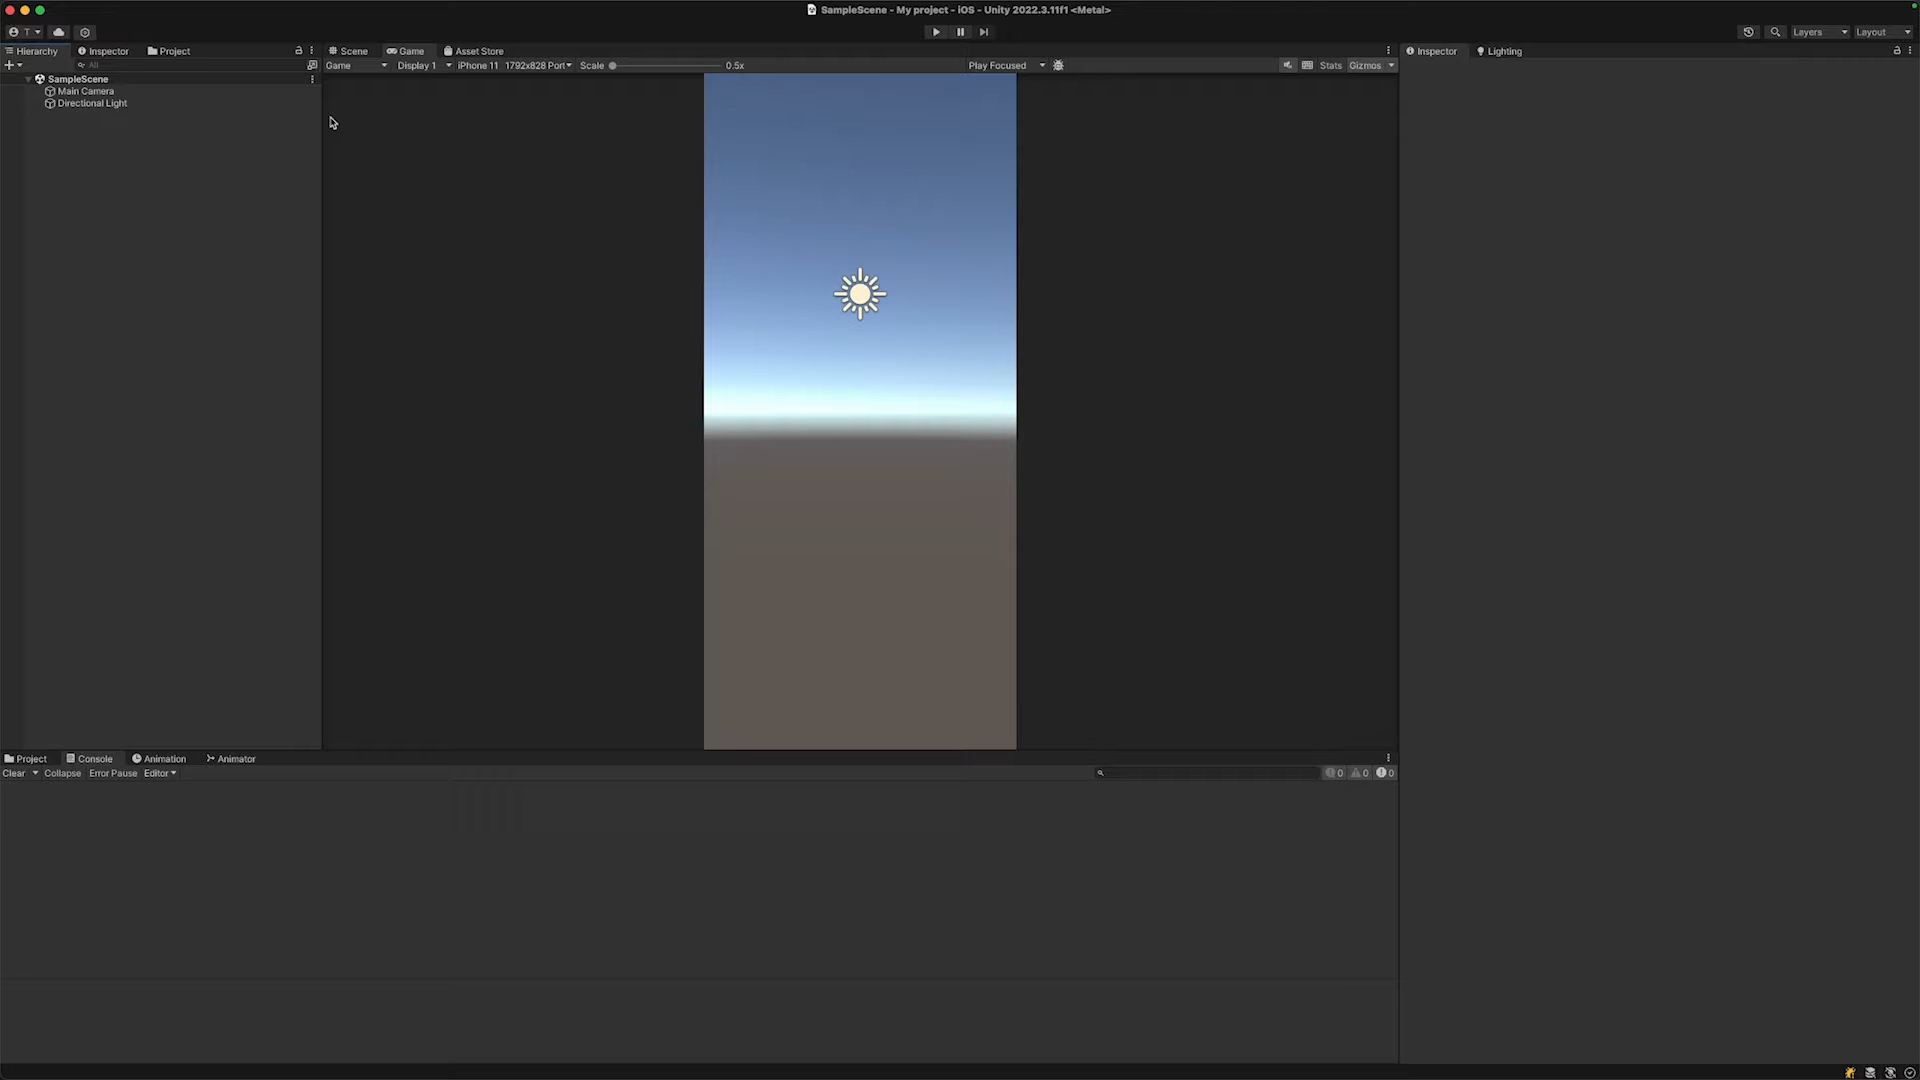 SampleScene - My project - iOS - Unity 2022.3.11f1 <Metal>
T
Layers
Layout
Hierarchy
Inspector
Project
Scene
Game
Asset Store
Inspector
Lighting
All
Game
Display 1
iPhone 11
1792x828 Port
Scale
0.5x
Play Focused
Stats
Gizmos
SampleScene
Main Camera
Directional Light
Project
Console
Animation
Animator
Clear
Collapse
Error Pause
Editor
0
0
0